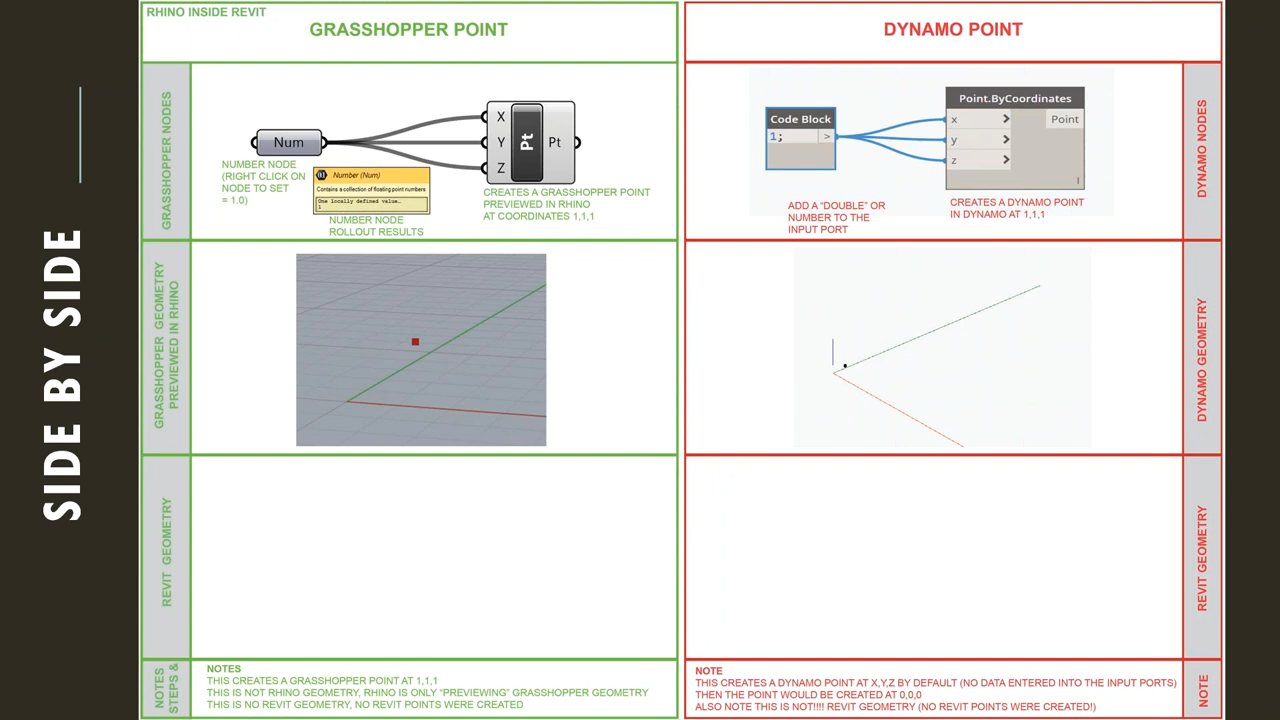 SIDE BY SIDE
RHINO INSIDE REVIT
GRASSHOPPER POINT
GRASSHOPPER NODES
Num
X
Y
Z
Pt
Pt
NUMBER NODE
(RIGHT CLICK ON
NODE TO SET
= 1.0)
Number (Num)
Contains a collection of floating point numbers
One locally defined value…
1
NUMBER NODE
ROLLOUT RESULTS
CREATES A GRASSHOPPER POINT
PREVIEWED IN RHINO
AT COORDINATES 1,1,1
GRASSHOPPER GEOMETRY
PREVIEWED IN RHINO
REVIT GEOMETRY
NOTES
STEPS &
NOTES
THIS CREATES A GRASSHOPPER POINT AT 1,1,1
THIS IS NOT RHINO GEOMETRY, RHINO IS ONLY "PREVIEWING" GRASSHOPPER GEOMETRY
THIS IS NO REVIT GEOMETRY, NO REVIT POINTS WERE CREATED
DYNAMO POINT
Code Block
1; >
Point.ByCoordinates
x > Point
y >
z >
ADD A "DOUBLE" OR
NUMBER TO THE
INPUT PORT
CREATES A DYNAMO POINT
IN DYNAMO AT 1,1,1
DYNAMO NODES
DYNAMO GEOMETRY
REVIT GEOMETRY
NOTE
THIS CREATES A DYNAMO POINT AT X,Y,Z BY DEFAULT (NO DATA ENTERED INTO THE INPUT PORTS)
THEN THE POINT WOULD BE CREATED AT 0,0,0
ALSO NOTE THIS IS NOT!!!! REVIT GEOMETRY (NO REVIT POINTS WERE CREATED!)
NOTE